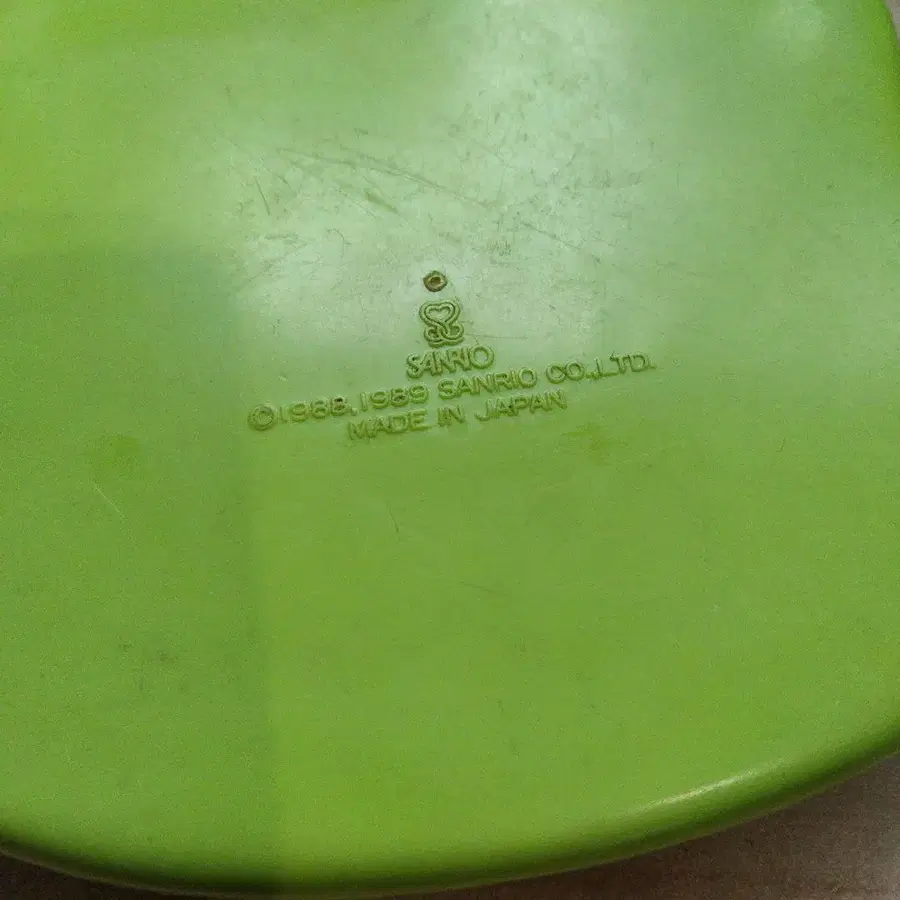 SANRIO
©1988,1989 SANRIO CO.,LTD.
MADE IN JAPAN